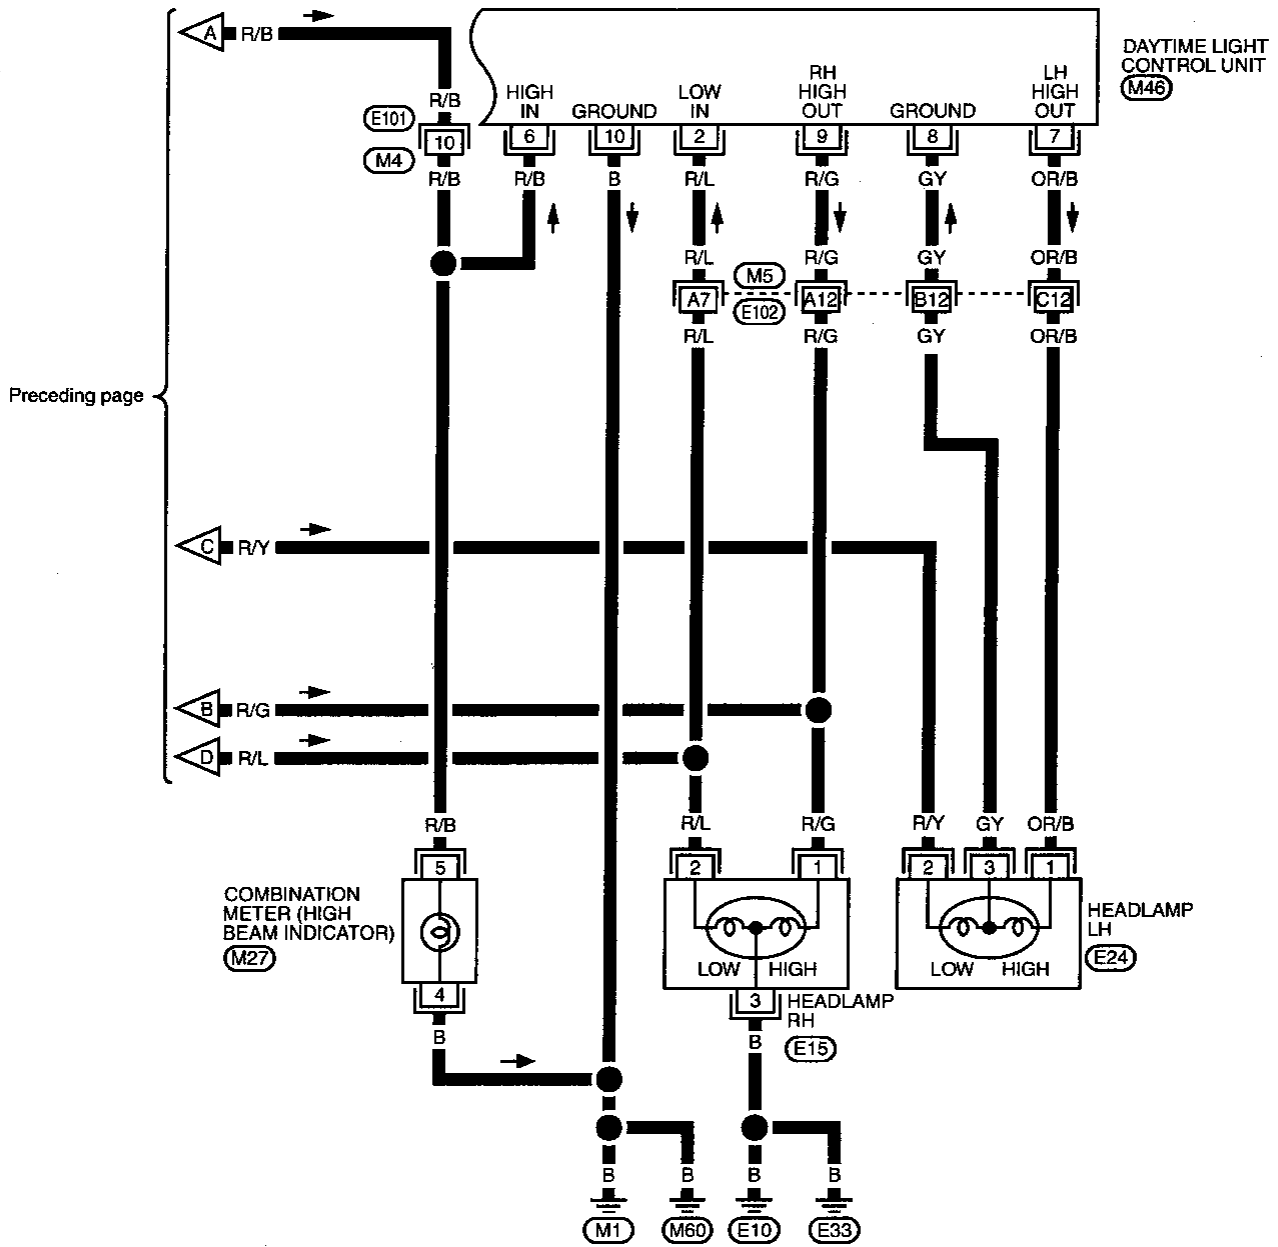 A R/B
DAYTIME LIGHT
CONTROL UNIT
M46
HIGH
IN
GROUND
LOW
IN
RH
HIGH
OUT
GROUND
LH
HIGH
OUT
R/B
E101
M4
10 6 10 2 9 8 7
R/B R/B B R/L R/G GY OR/B
R/L R/G GY OR/B
M5
E102
A7 A12 B12 C12
R/L R/G GY OR/B
Preceding page
C R/Y
B R/G
D R/L
R/B R/L R/G R/Y GY OR/B
5 2 1 2 3 1
COMBINATION
METER (HIGH
BEAM INDICATOR)
M27
LOW HIGH
LOW HIGH
HEADLAMP
LH
E24
4 3
HEADLAMP
RH
E15
B B
B B B B
M1 M60 E10 E33